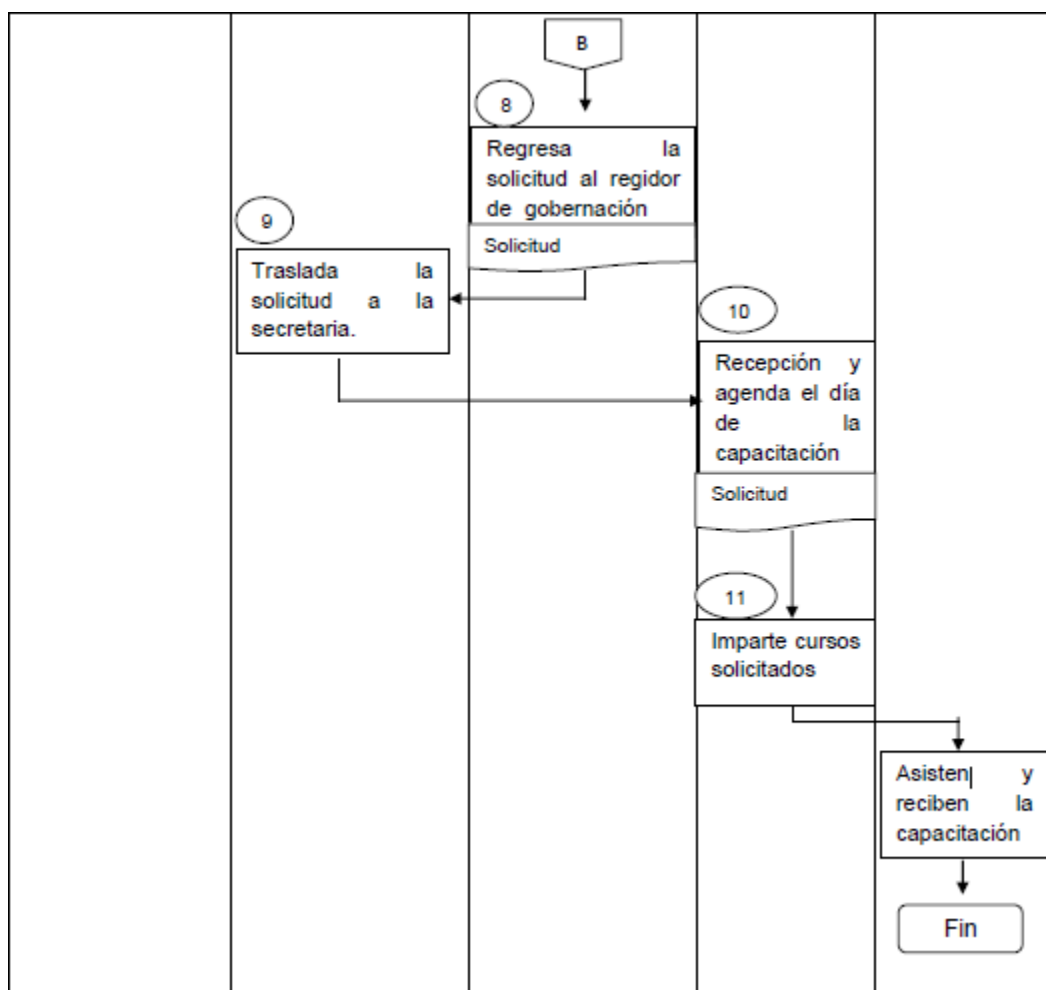 B
8
Regresa la
solicitud al regidor
de gobernación
Solicitud
9
Traslada la
solicitud a la
secretaria.
10
Recepción y
agenda el día
de la
capacitación
Solicitud
11
Imparte cursos
solicitados
Asisten y
reciben la
capacitación
Fin